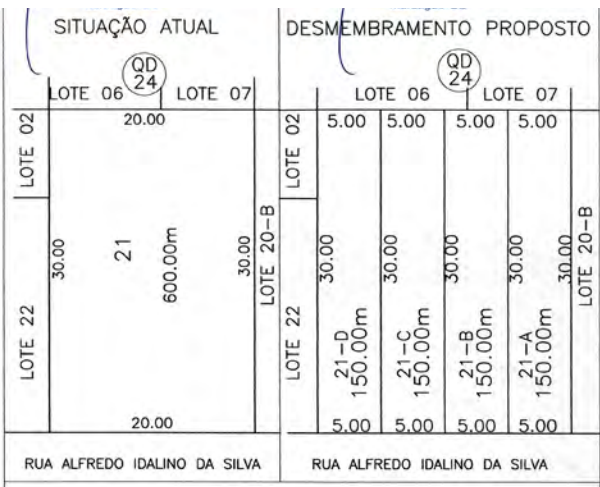 SITUAÇÃO ATUAL
QD
24
LOTE 06
LOTE 07
20.00
LOTE 02
LOTE 22
30.00
21
600.00m
30.00
LOTE 20-B
20.00
RUA ALFREDO IDALINO DA SILVA
DESMEMBRAMENTO PROPOSTO
QD
24
LOTE 06
LOTE 07
5.00
5.00
5.00
5.00
LOTE 02
LOTE 22
30.00
30.00
30.00
30.00
30.00
21-D
150.00m
21-C
150.00m
21-B
150.00m
21-A
150.00m
LOTE 20-B
5.00
5.00
5.00
5.00
RUA ALFREDO IDALINO DA SILVA